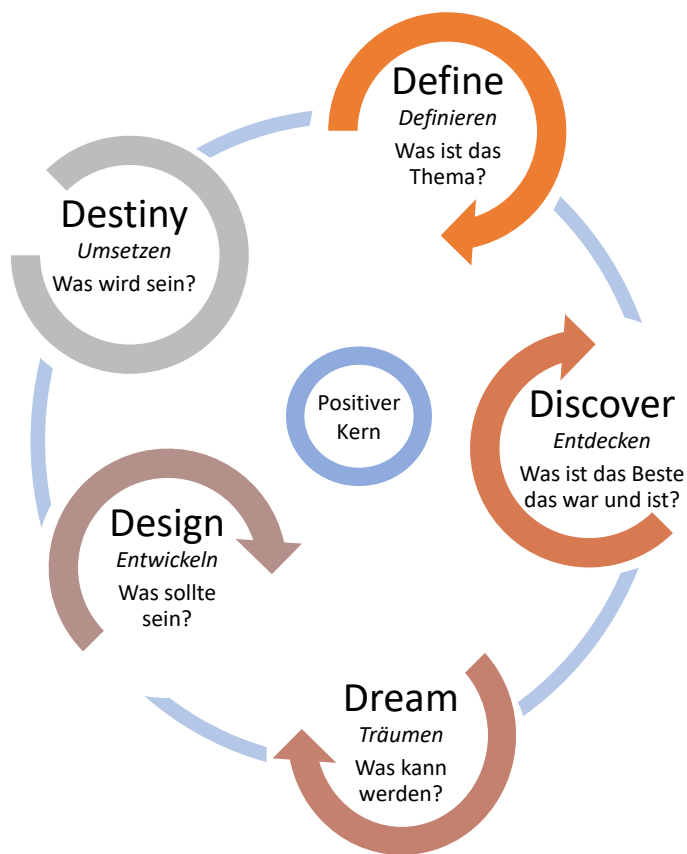 Define
Definieren
Was ist das
Thema?
Discover
Entdecken
Was ist das Beste
das war und ist?
Dream
Träumen
Was kann
werden?
Design
Entwickeln
Was sollte
sein?
Destiny
Umsetzen
Was wird sein?
Positiver
Kern